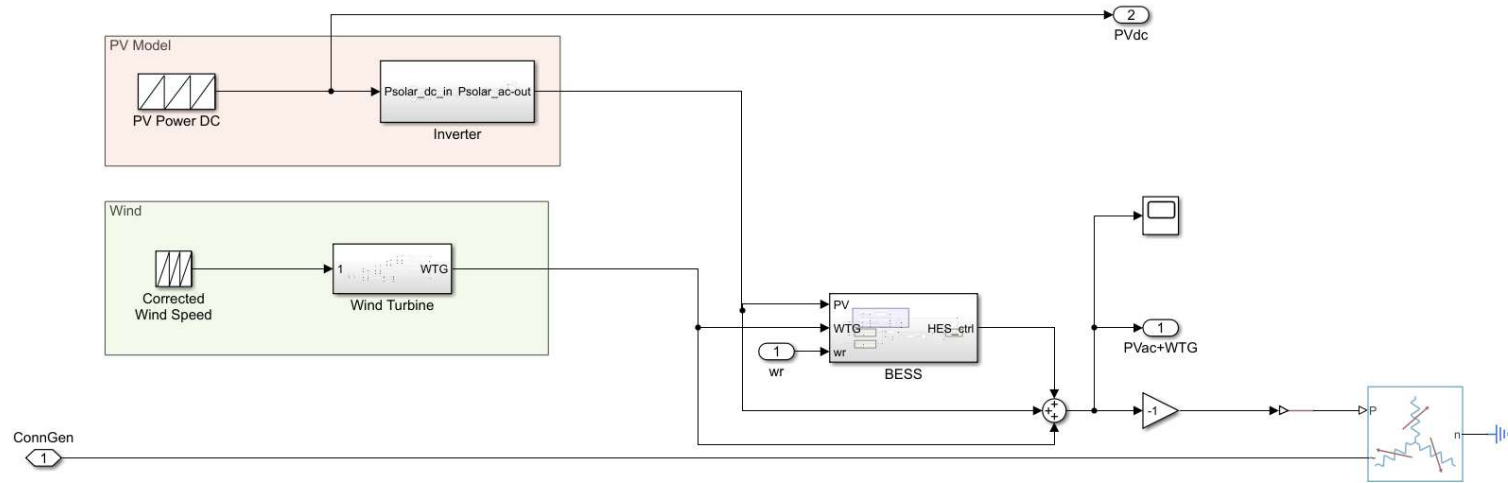 2
PVdc
PV Model
Psolar_dc_in Psolar_ac-out
PV Power DC
Inverter
Wind
1 WTG
Corrected
Wind Speed
Wind Turbine
PV
WTG HES_ctrl
wr
1
wr
BESS
1
PVac+WTG
+
+
+
-1
P
n
ConnGen
1